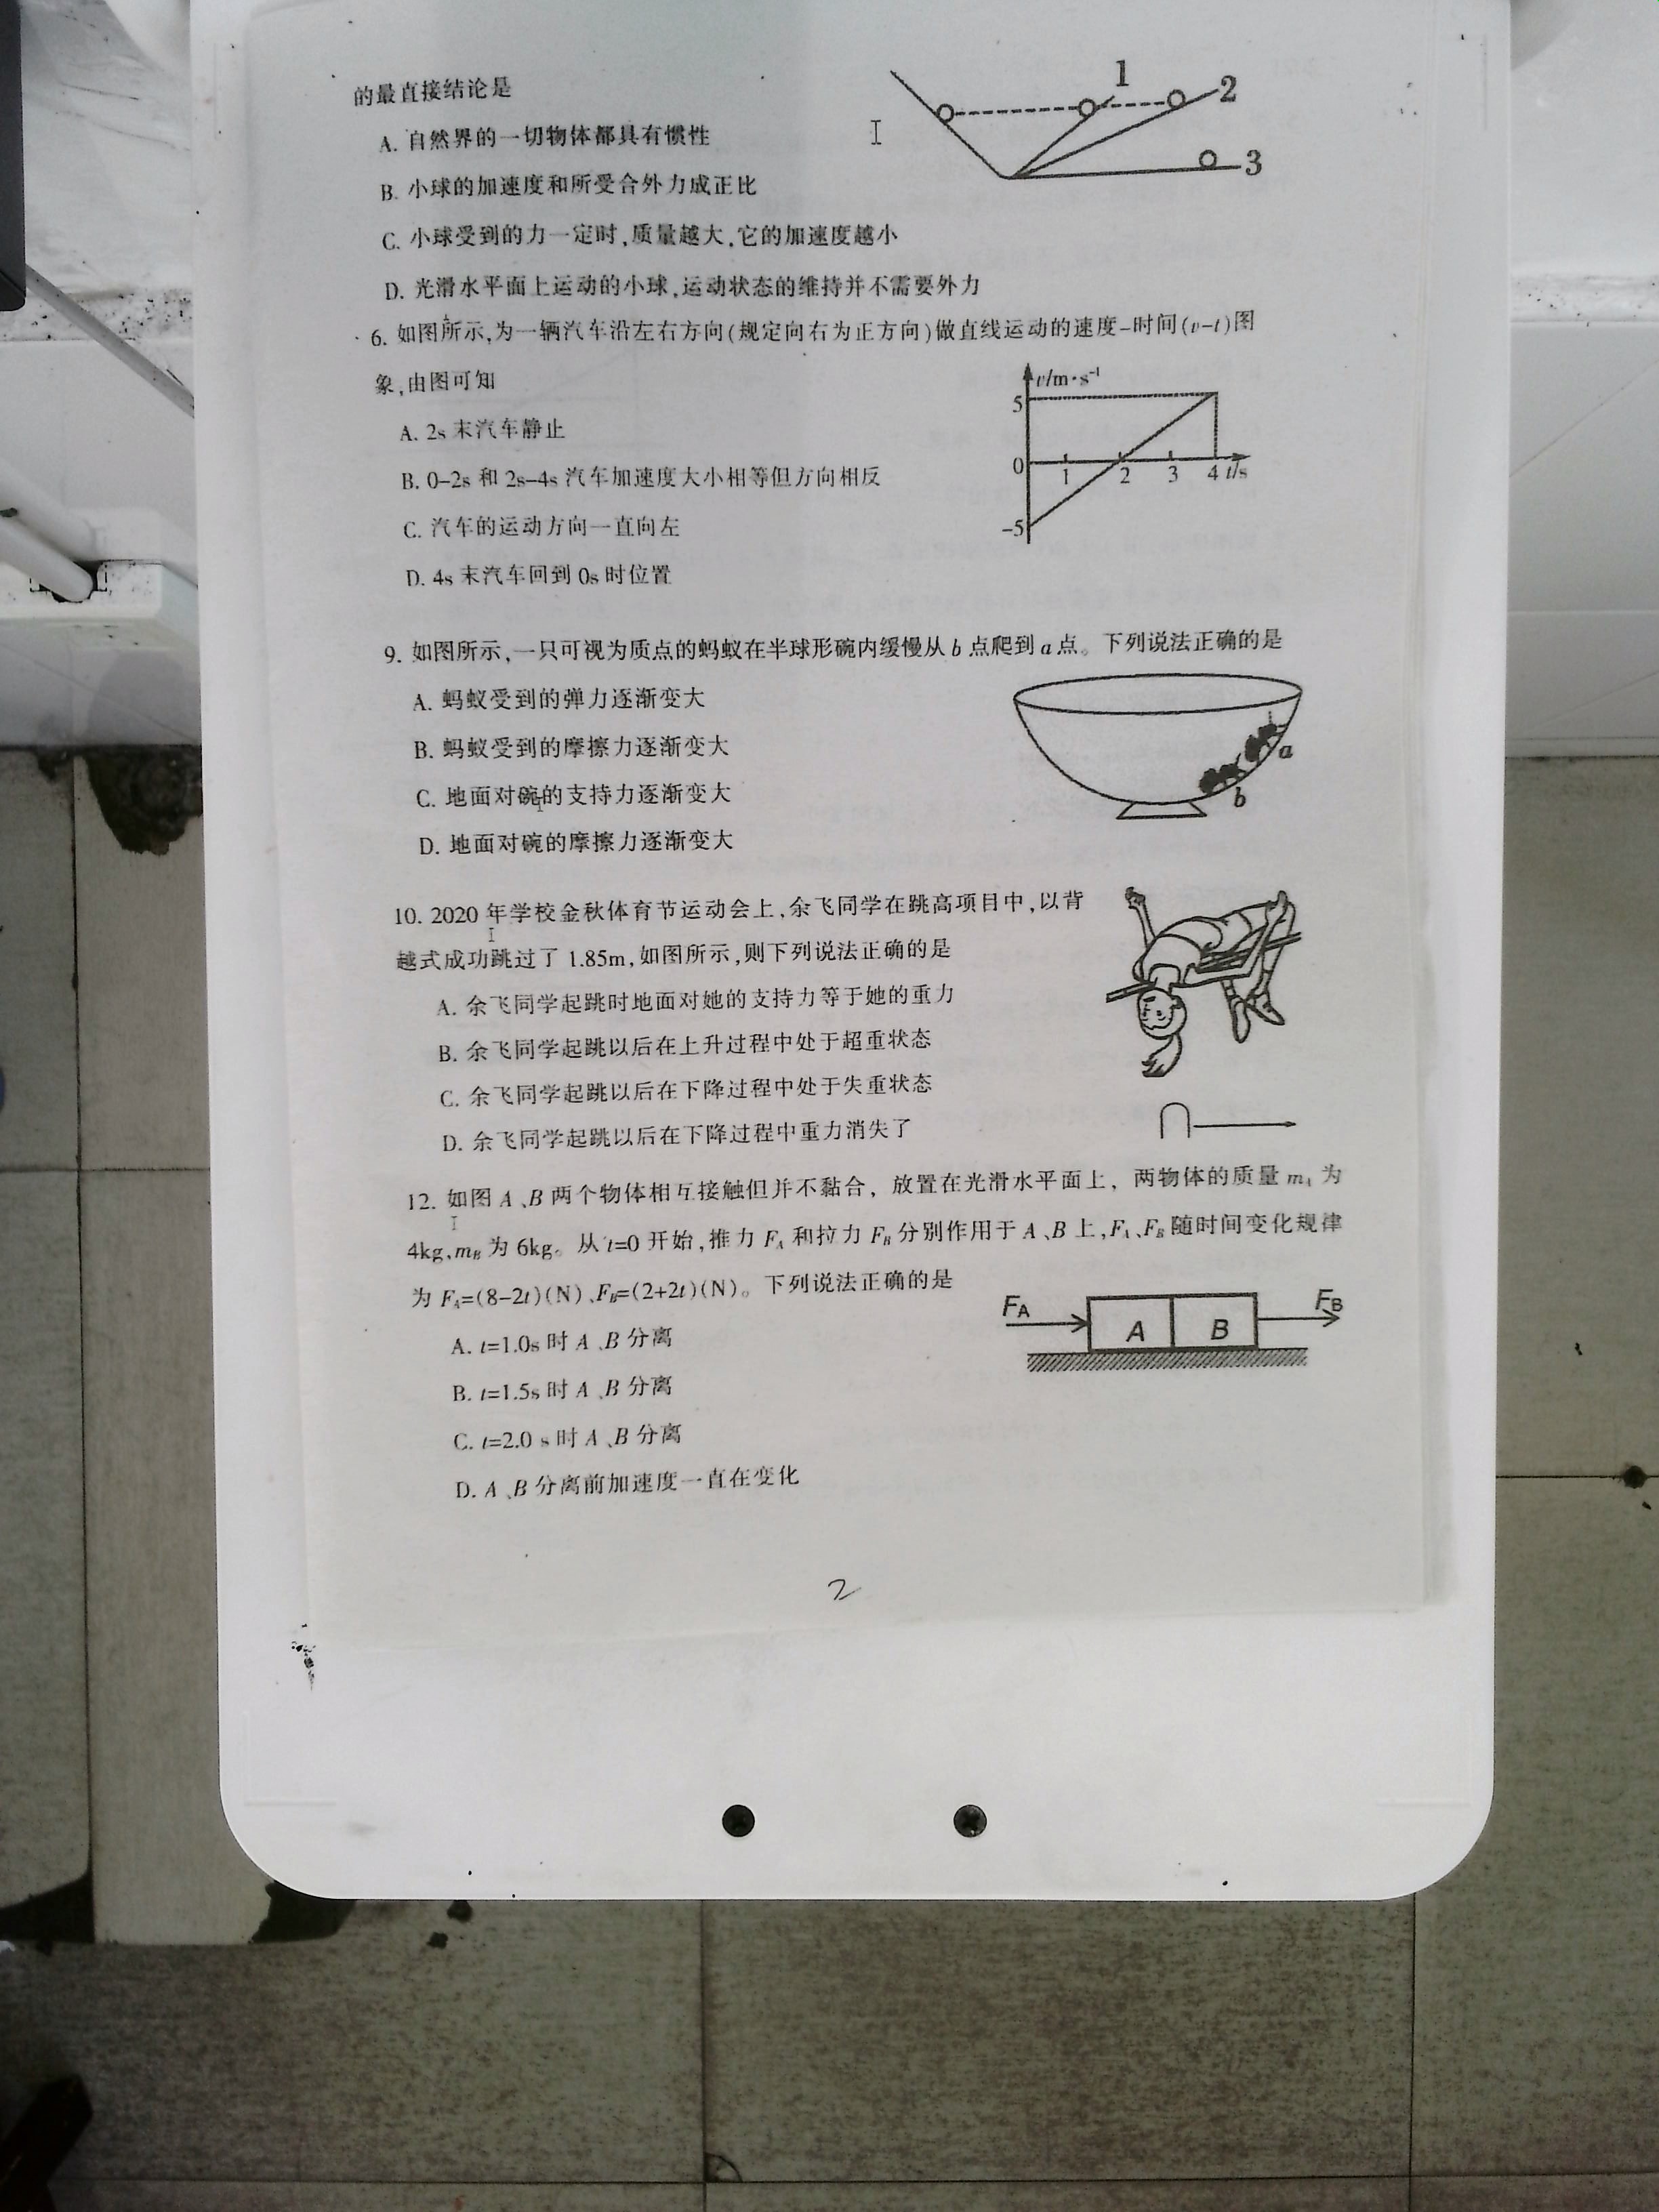 的最直接结论是
A. 自然界的一切物体都具有惯性
B. 小球的加速度和所受合外力成正比
C. 小球受到的力一定时,质量越大,它的加速度越小
D. 光滑水平面上运动的小球,运动状态的维持并不需要外力
1
2
3
6. 如图所示,为一辆汽车沿左右方向(规定向右为正方向)做直线运动的速度-时间(v-t)图
象,由图可知
A. 2s 末汽车静止
B. 0-2s 和 2s-4s 汽车加速度大小相等但方向相反
C. 汽车的运动方向一直向左
D. 4s 末汽车回到 0s 时位置
v/m·s⁻¹
5
0
1 2 3 4 t/s
-5
9. 如图所示,一只可视为质点的蚂蚁在半球形碗内缓慢从 b 点爬到 a 点。下列说法正确的是
A. 蚂蚁受到的弹力逐渐变大
B. 蚂蚁受到的摩擦力逐渐变大
C. 地面对碗的支持力逐渐变大
D. 地面对碗的摩擦力逐渐变大
a
b
10. 2020 年学校金秋体育节运动会上,余飞同学在跳高项目中,以背
越式成功跳过了 1.85m,如图所示,则下列说法正确的是
A. 余飞同学起跳时地面对她的支持力等于她的重力
B. 余飞同学起跳以后在上升过程中处于超重状态
C. 余飞同学起跳以后在下降过程中处于失重状态
D. 余飞同学起跳以后在下降过程中重力消失了
12. 如图 A、B 两个物体相互接触但并不黏合，放置在光滑水平面上，两物体的质量 mA 为
4kg,mB 为 6kg。从 t=0 开始,推力 FA 和拉力 FB 分别作用于 A、B 上,FA、FB 随时间变化规律
为 FA=(8-2t)(N)、FB=(2+2t)(N)。下列说法正确的是
A. t=1.0s 时 A、B 分离
B. t=1.5s 时 A、B 分离
C. t=2.0 s 时 A、B 分离
D. A、B 分离前加速度一直在变化
FA
A
B
FB
2